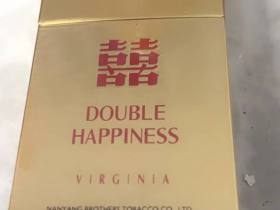 囍
DOUBLE
HAPPINESS
VIRGINIA
NANYANG BROTHERS TOBACCO CO., LTD